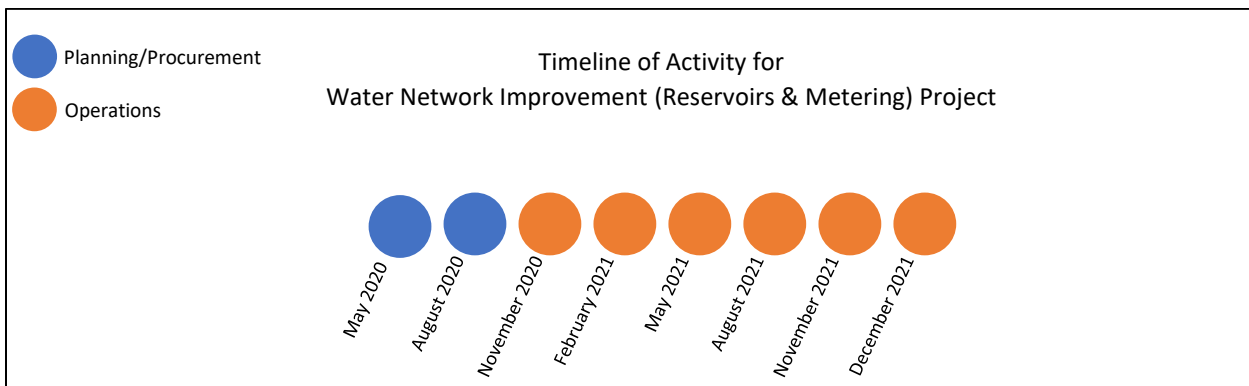 Planning/Procurement
Operations
Timeline of Activity for
Water Network Improvement (Reservoirs & Metering) Project
May 2020
August 2020
November 2020
February 2021
May 2021
August 2021
November 2021
December 2021